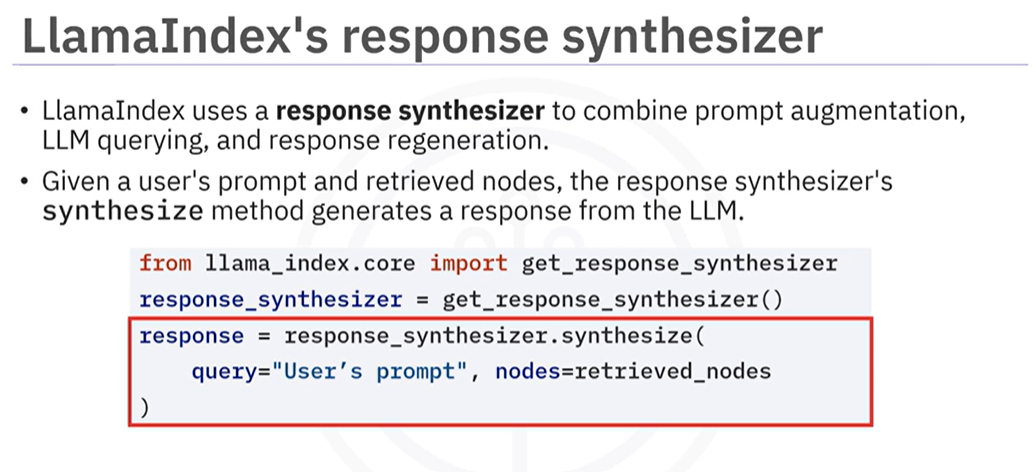 LlamaIndex's response synthesizer
• LlamaIndex uses a response synthesizer to combine prompt augmentation,
LLM querying, and response regeneration.
• Given a user's prompt and retrieved nodes, the response synthesizer's
synthesize method generates a response from the LLM.
from llama_index.core import get_response_synthesizer
response_synthesizer = get_response_synthesizer()
response = response_synthesizer.synthesize(
    query="User’s prompt", nodes=retrieved_nodes
)